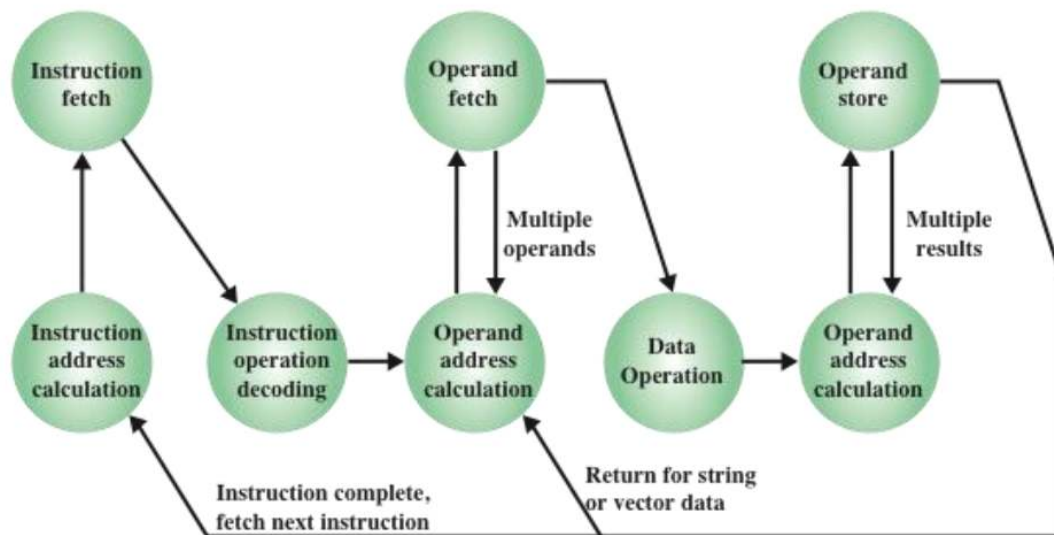 Instruction
fetch
Operand
fetch
Operand
store
Multiple
operands
Multiple
results
Instruction
address
calculation
Instruction
operation
decoding
Operand
address
calculation
Data
Operation
Operand
address
calculation
Instruction complete,
fetch next instruction
Return for string
or vector data